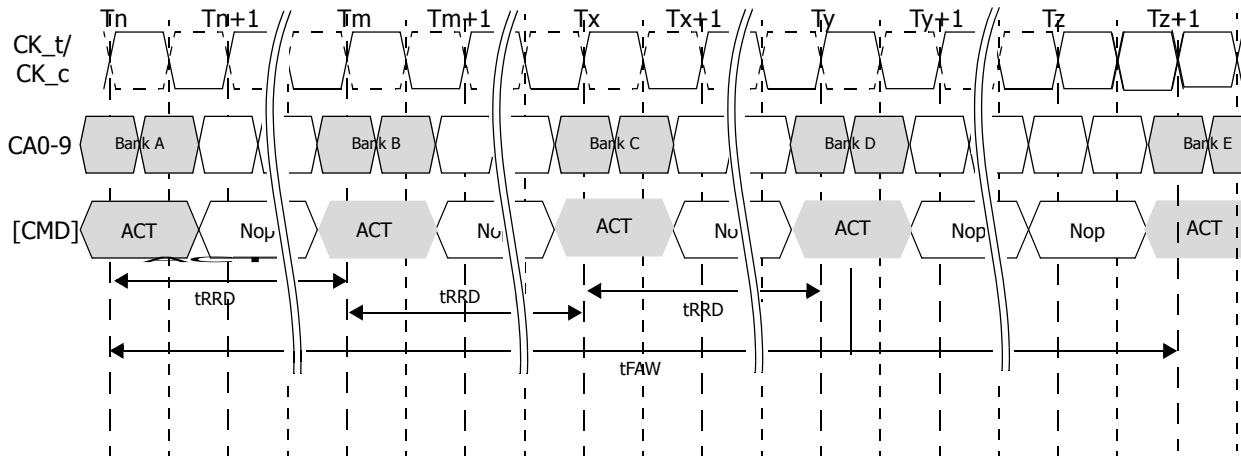 Tn Tn+1 Tm Tm+1 Tx Tx+1 Ty Ty+1 Tz Tz+1
CK_t/
CK_c
CA0-9 Bank A Bank B Bank C Bank D Bank E
[CMD] ACT Nop ACT ACT ACT Nop Nop ACT
tRRD
tRRD
tRRD
tFAW